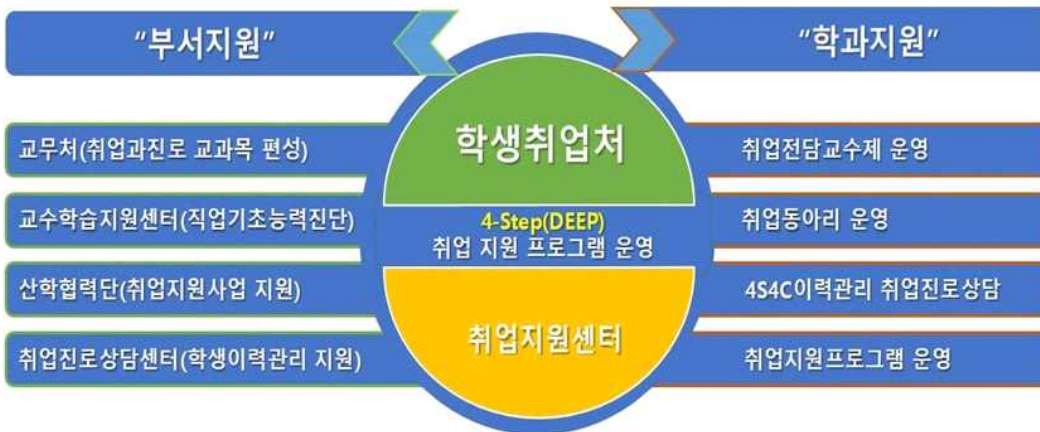 “부서지원”
교무처(취업과진로 교과목 편성)
교수학습지원센터(직업기초능력진단)
산학협력단(취업지원사업 지원)
취업진로상담센터(학생이력관리 지원)
학생취업처
4-Step(DEEP)
취업 지원 프로그램 운영
취업지원센터
“학과지원”
취업전담교수제 운영
취업동아리 운영
4S4C이력관리 취업진로상담
취업지원프로그램 운영